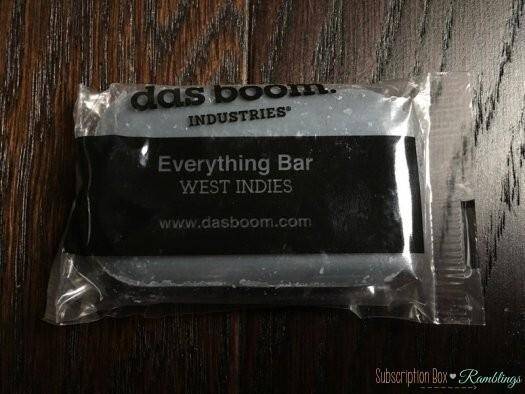 das boom.
INDUSTRIES®
Everything Bar
WEST INDIES
www.dasboom.com
Subscription Box ♥ Ramblings